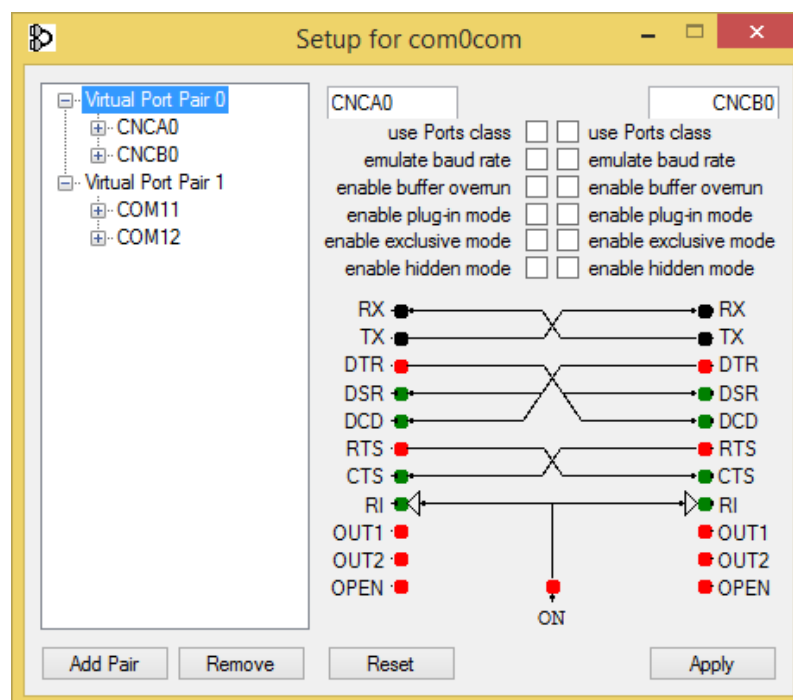 Setup for com0com
Virtual Port Pair 0
CNCA0
CNCB0
Virtual Port Pair 1
COM11
COM12
CNCA0 CNCB0
use Ports class use Ports class
emulate baud rate emulate baud rate
enable buffer overrun enable buffer overrun
enable plug-in mode enable plug-in mode
enable exclusive mode enable exclusive mode
enable hidden mode enable hidden mode
RX RX
TX TX
DTR DTR
DSR DSR
DCD DCD
RTS RTS
CTS CTS
RI RI
OUT1 OUT1
OUT2 OUT2
OPEN OPEN
ON
Add Pair Remove Reset Apply